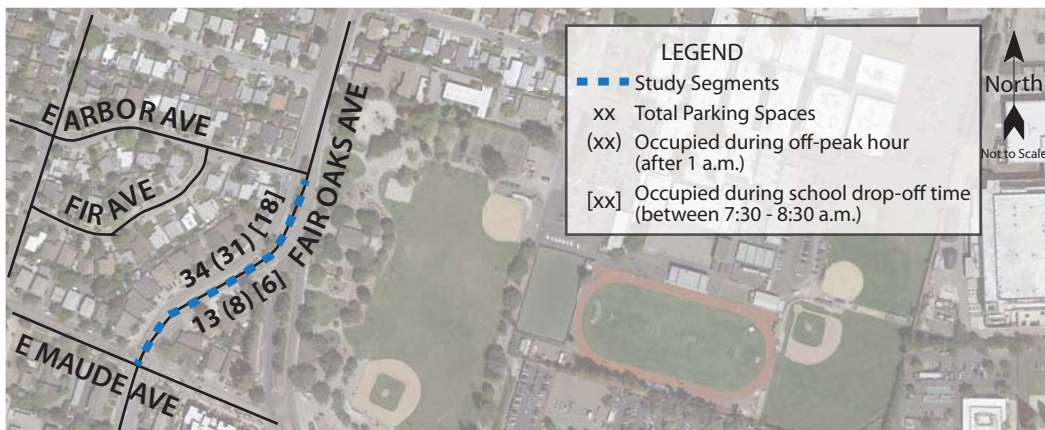 LEGEND
Study Segments
xx Total Parking Spaces
(xx) Occupied during off-peak hour
(after 1 a.m.)
[xx] Occupied during school drop-off time
(between 7:30 - 8:30 a.m.)
North
Not to Scale
E ARBOR AVE
FIR AVE
FAIR OAKS AVE
34 (31) [18]
13 (8) [6]
E MAUDE AVE